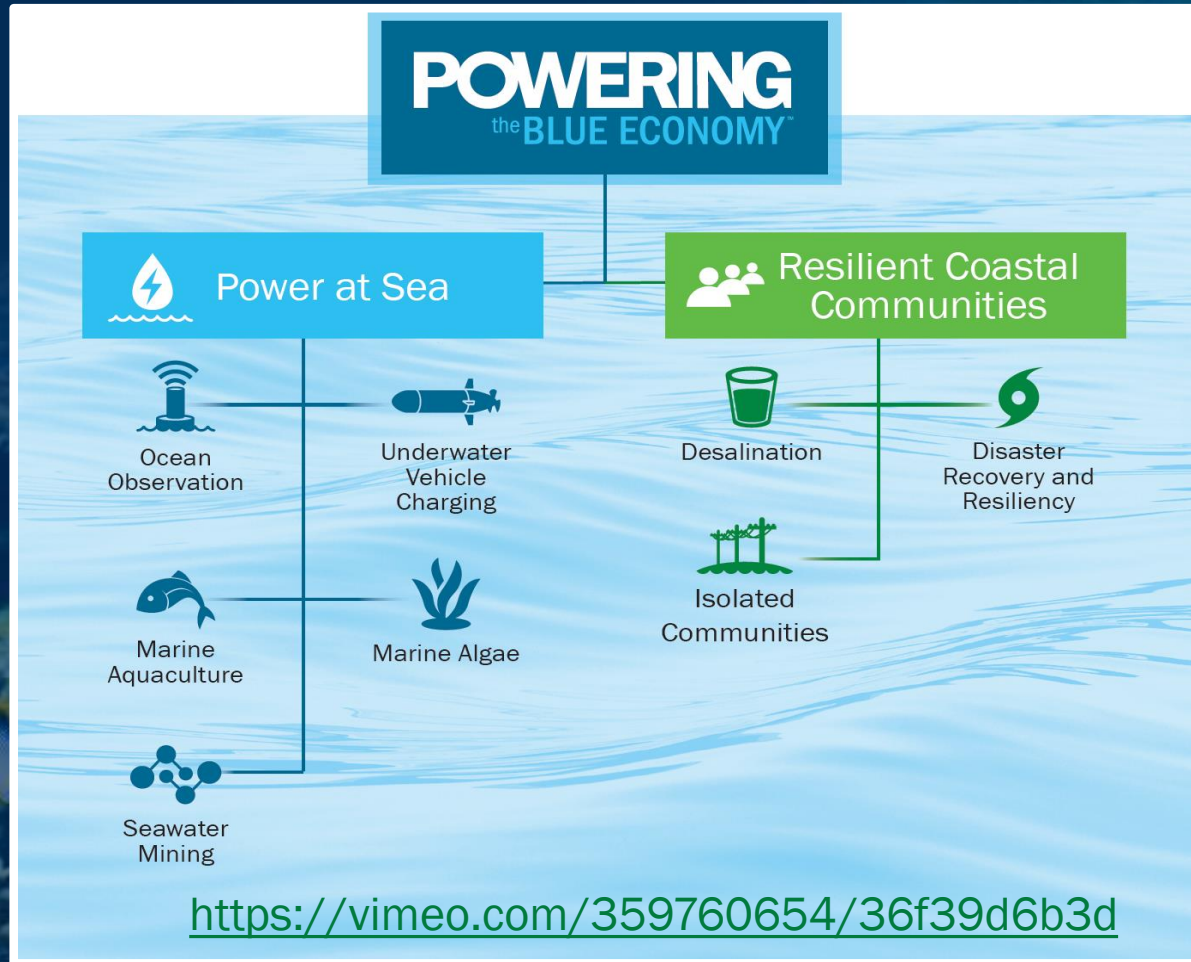 POWERING
the BLUE ECONOMY™
Power at Sea
Resilient Coastal
Communities
Ocean
Observation
Underwater
Vehicle
Charging
Marine
Aquaculture
Marine Algae
Seawater
Mining
Desalination
Disaster
Recovery and
Resiliency
Isolated
Communities
https://vimeo.com/359760654/36f39d6b3d